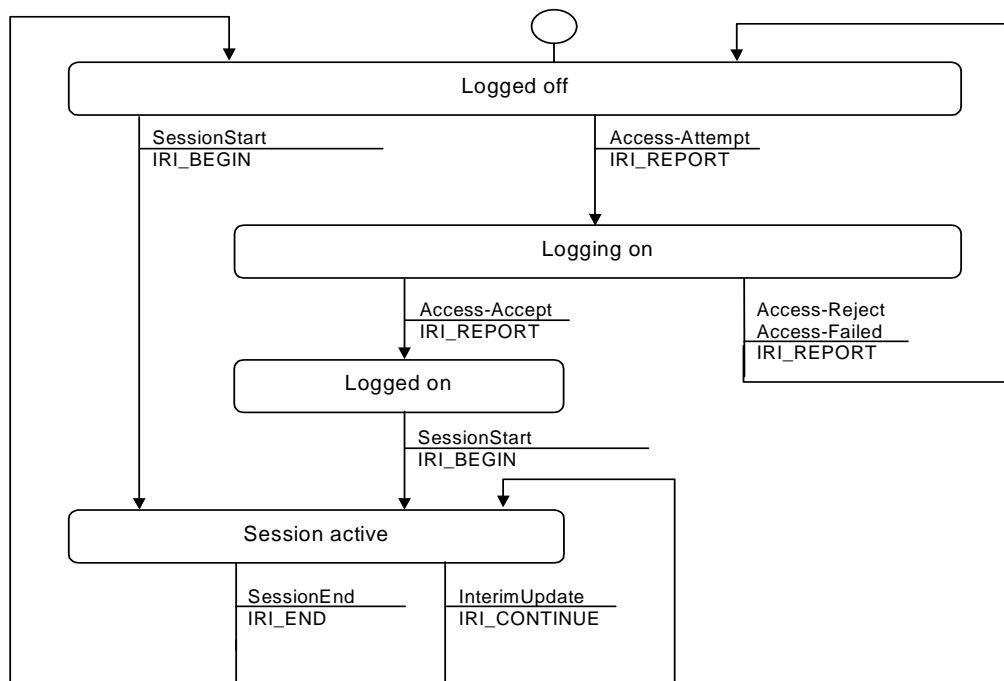 Logged off
SessionStart
IRI_BEGIN
Access-Attempt
IRI_REPORT
Logging on
Access-Accept
IRI_REPORT
Access-Reject
Access-Failed
IRI_REPORT
Logged on
SessionStart
IRI_BEGIN
Session active
SessionEnd
IRI_END
InterimUpdate
IRI_CONTINUE